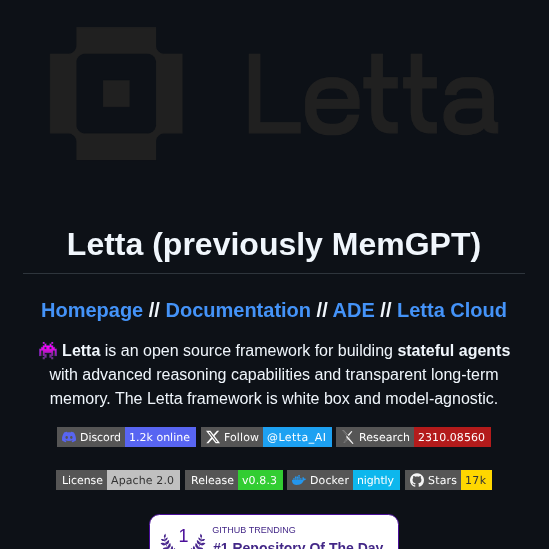 Letta
Letta (previously MemGPT)
Homepage // Documentation // ADE // Letta Cloud
👾 Letta is an open source framework for building stateful agents
with advanced reasoning capabilities and transparent long-term
memory. The Letta framework is white box and model-agnostic.
Discord 1.2k online Follow @Letta_AI Research 2310.08560
License Apache 2.0 Release v0.8.3 Docker nightly Stars 17k
1 GITHUB TRENDING
#1 Repository Of The Day